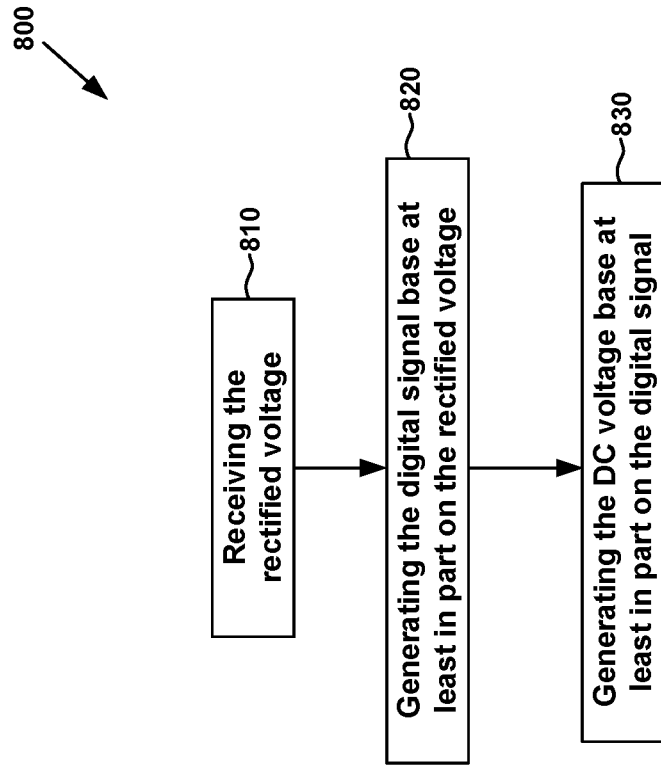 800
810
Receiving the
rectified voltage
820
Generating the digital signal base at
least in part on the rectified voltage
830
Generating the DC voltage base at
least in part on the digital signal